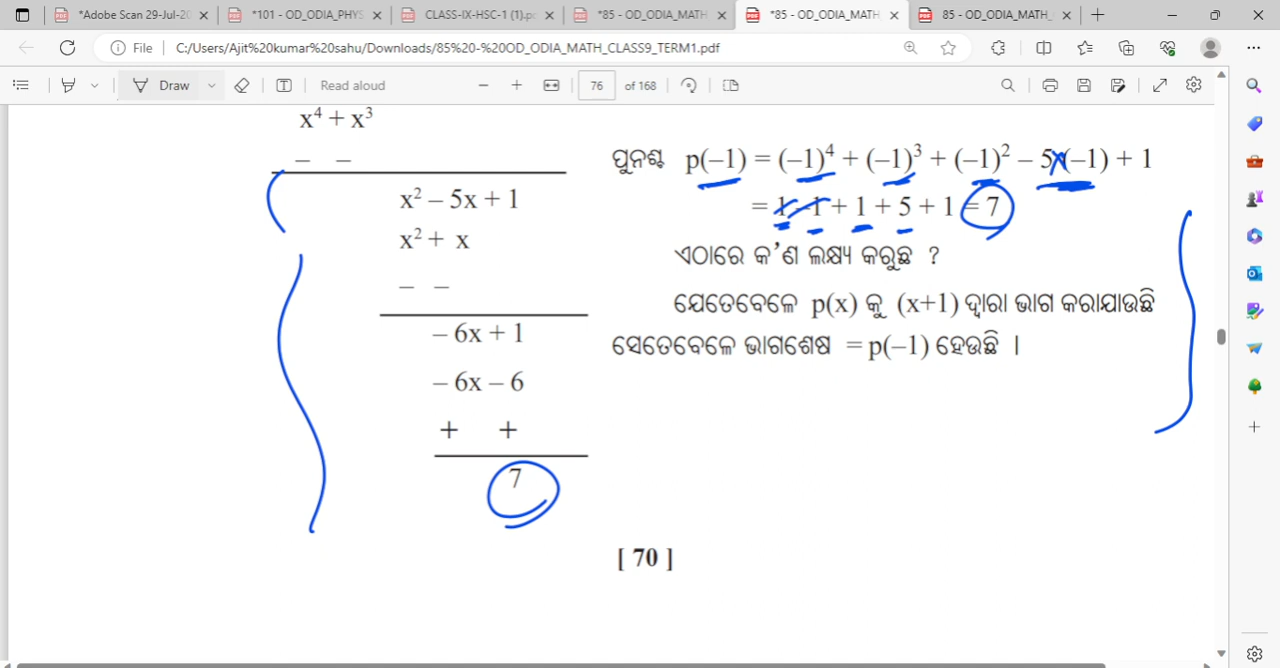 *Adobe Scan 29-Jul-20
*101 - OD_ODIA_PHYS
CLASS-IX-HSC-1 (1).pc
*85 - OD_ODIA_MATH
*85 - OD_ODIA_MATH
85 - OD_ODIA_MATH_
File
C:/Users/Ajit%20kumar%20sahu/Downloads/85%20-%20OD_ODIA_MATH_CLASS9_TERM1.pdf
Draw
Read aloud
76 of 168
x⁴ + x³
– –
x² – 5x + 1
x² + x
– –
– 6x + 1
– 6x – 6
+ +
7
ପୁନଶ୍ଚ p(–1) = (–1)⁴ + (–1)³ + (–1)² – 5×(–1) + 1
= 1 –1 + 1 + 5 + 1 = 7
ଏଠାରେ କ’ଣ ଲକ୍ଷ୍ୟ କରୁଛ ?
ଯେତେବେଳେ p(x) କୁ (x+1) ଦ୍ୱାରା ଭାଗ କରାଯାଉଛି
ସେତେବେଳେ ଭାଗଶେଷ = p(–1) ହେଉଛି ।
[ 70 ]